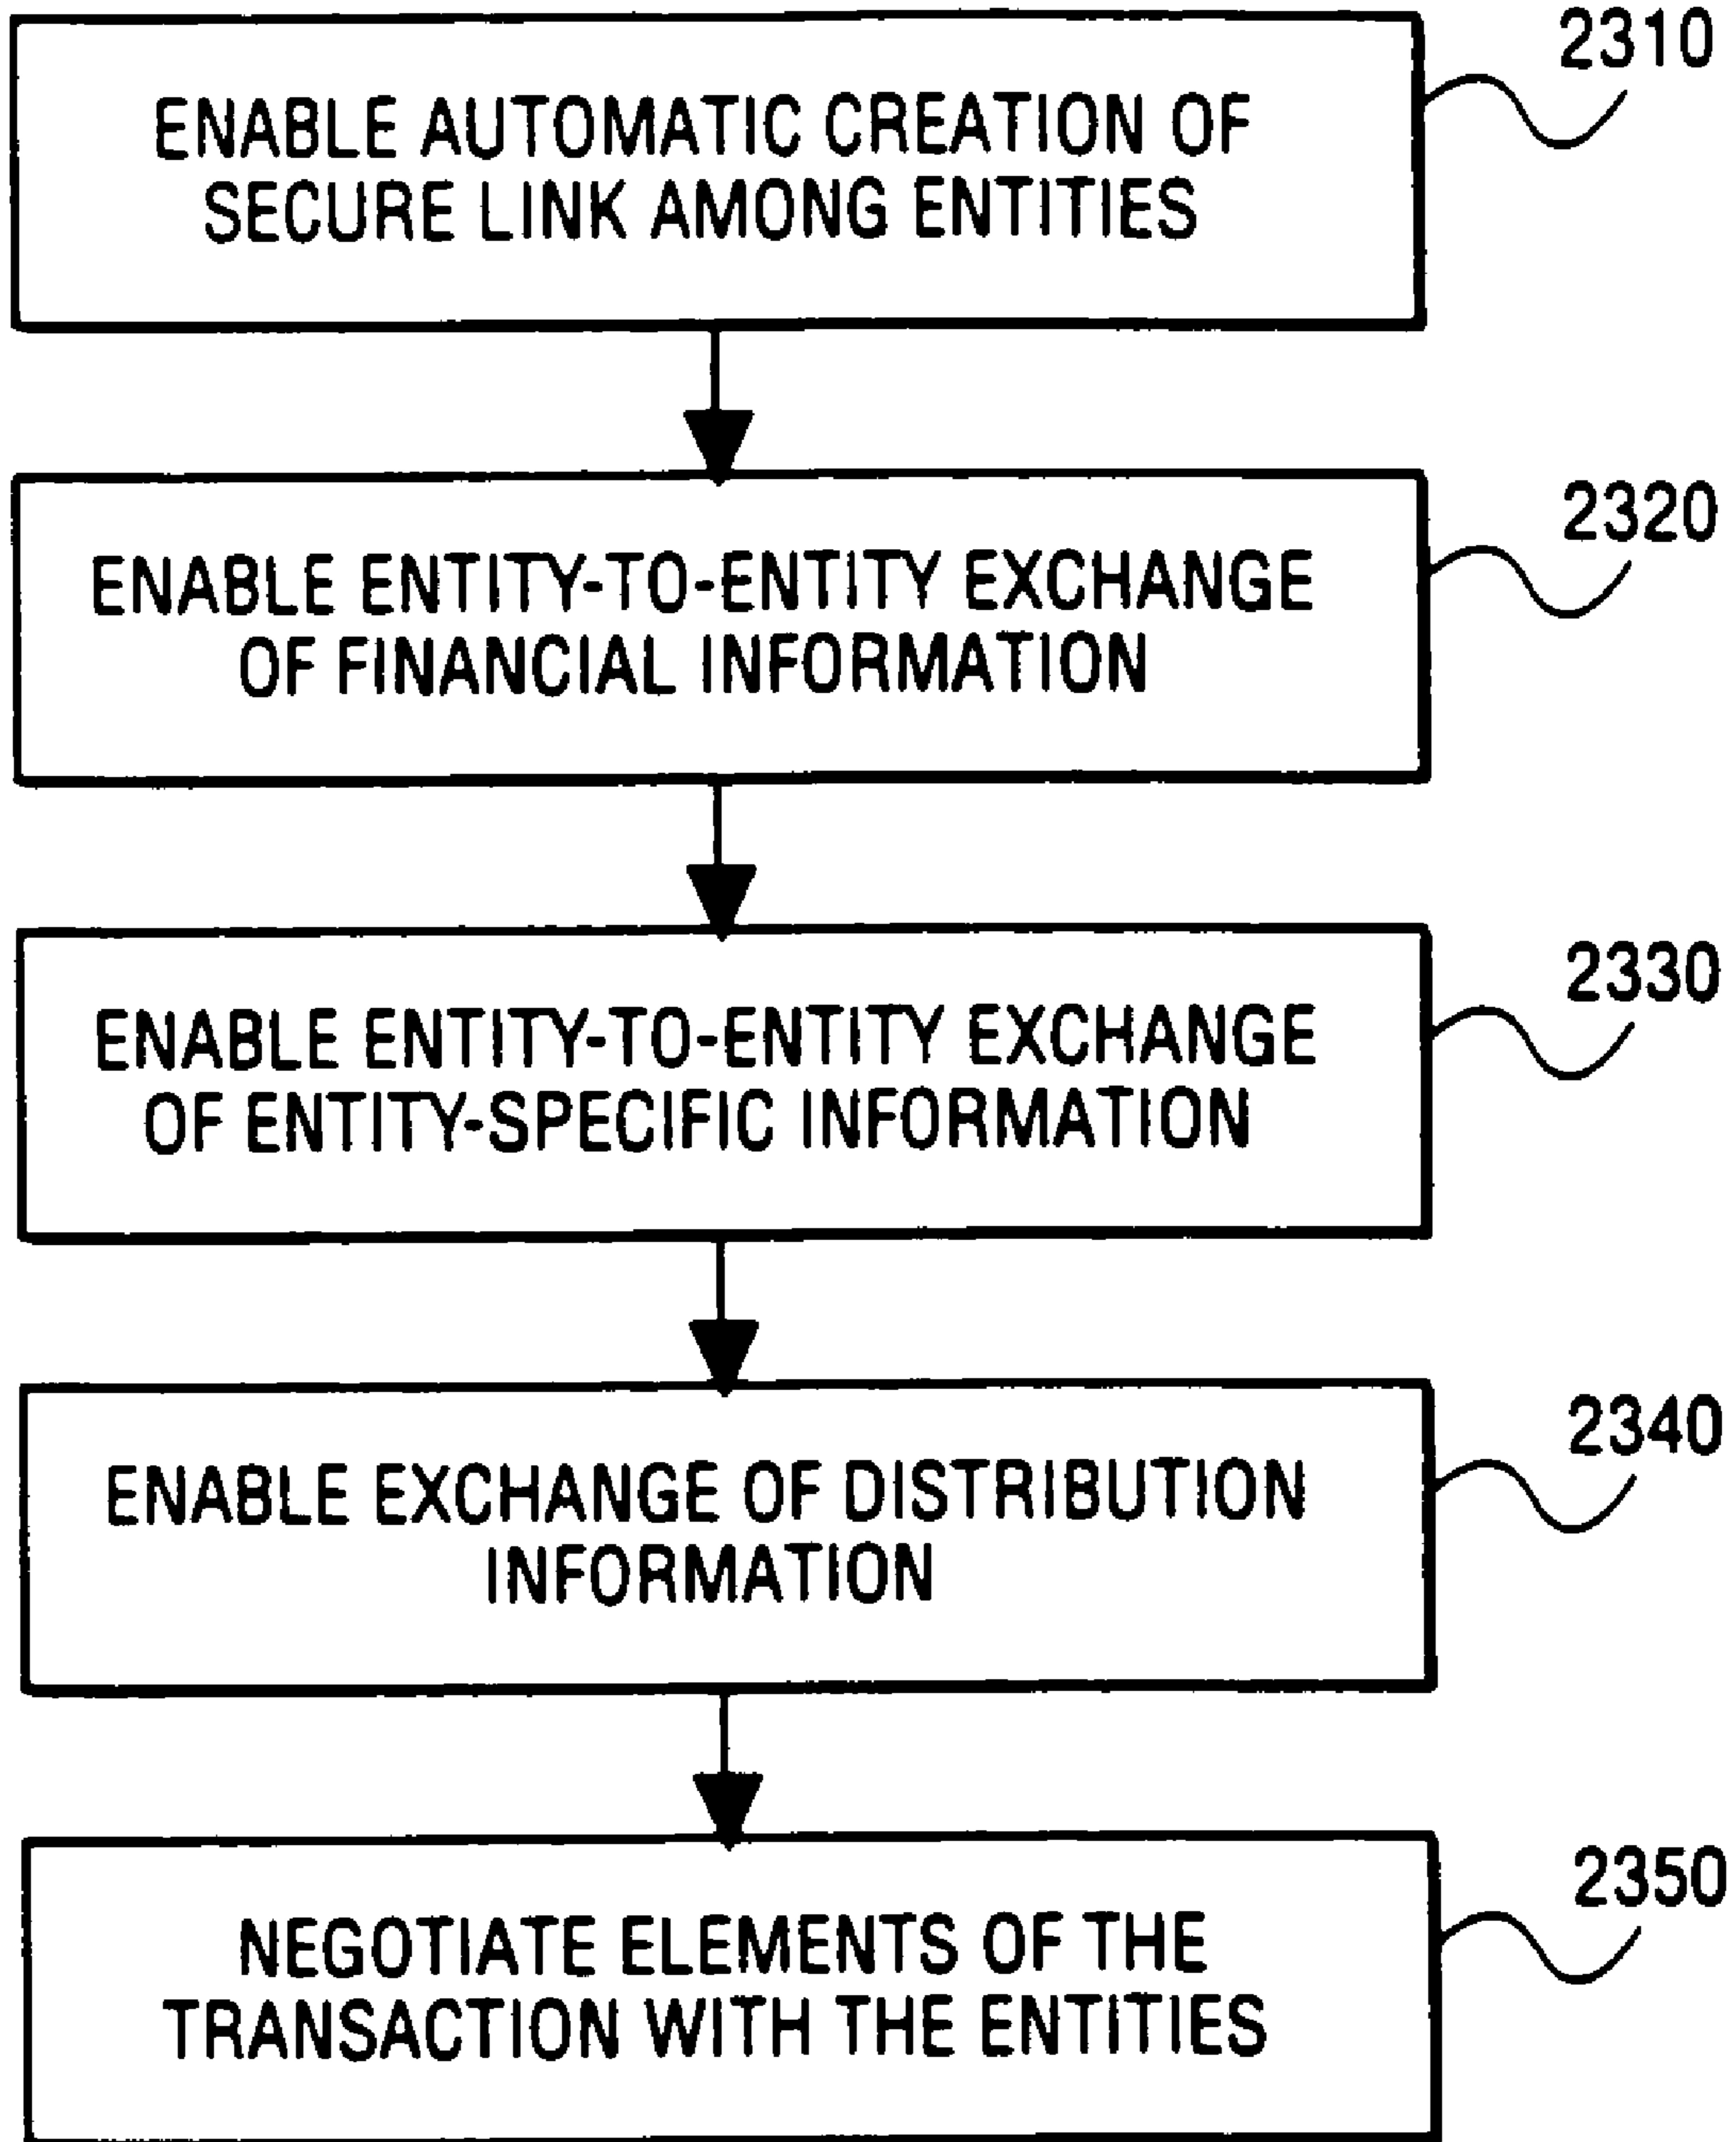 2310
ENABLE AUTOMATIC CREATION OF
SECURE LINK AMONG ENTITIES
2320
ENABLE ENTITY-TO-ENTITY EXCHANGE
OF FINANCIAL INFORMATION
2330
ENABLE ENTITY-TO-ENTITY EXCHANGE
OF ENTITY-SPECIFIC INFORMATION
2340
ENABLE EXCHANGE OF DISTRIBUTION
INFORMATION
2350
NEGOTIATE ELEMENTS OF THE
TRANSACTION WITH THE ENTITIES